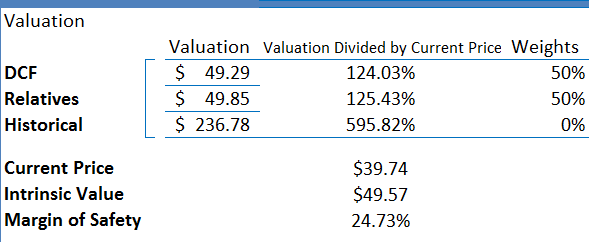 Valuation
Valuation Valuation Divided by Current Price Weights
DCF $ 49.29 124.03% 50%
Relatives $ 49.85 125.43% 50%
Historical $ 236.78 595.82% 0%
Current Price $39.74
Intrinsic Value $49.57
Margin of Safety 24.73%